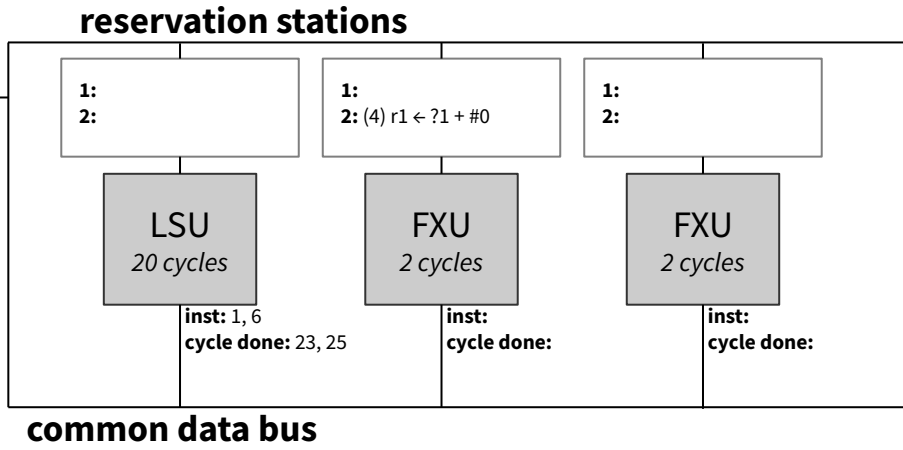 reservation stations
1:
2:
1:
2: (4) r1 ← ?1 + #0
1:
2:
LSU
20 cycles
FXU
2 cycles
FXU
2 cycles
inst: 1, 6
cycle done: 23, 25
inst:
cycle done:
inst:
cycle done:
common data bus